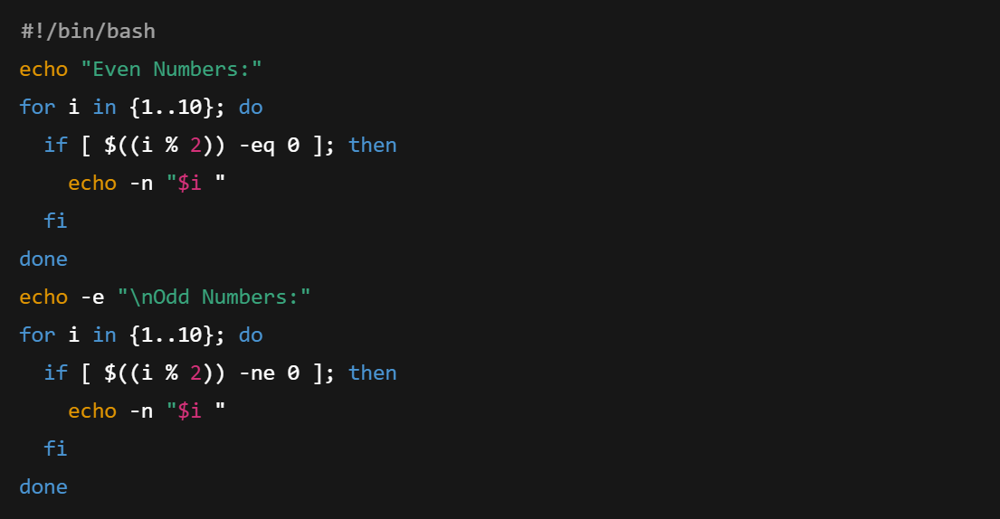 #!/bin/bash
echo "Even Numbers:"
for i in {1..10}; do
  if [ $((i % 2)) -eq 0 ]; then
    echo -n "$i "
  fi
done
echo -e "\nOdd Numbers:"
for i in {1..10}; do
  if [ $((i % 2)) -ne 0 ]; then
    echo -n "$i "
  fi
done